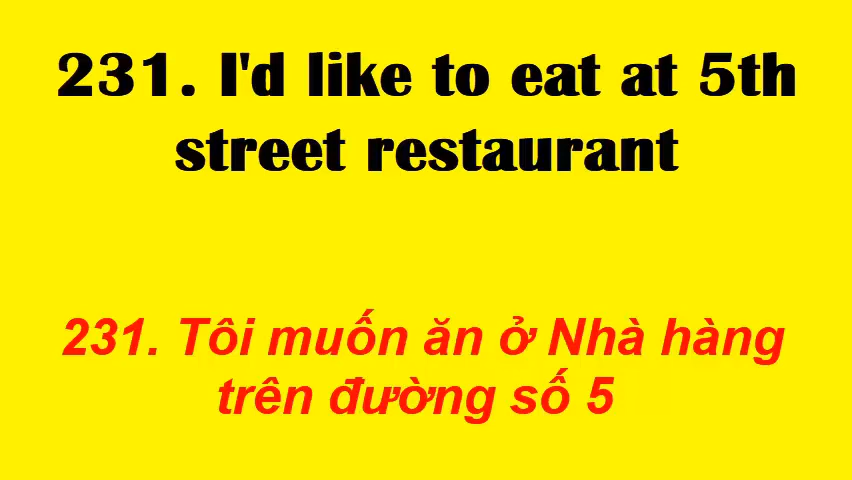 231. I'd like to eat at 5th
street restaurant
231. Tôi muốn ăn ở Nhà hàng
trên đường số 5